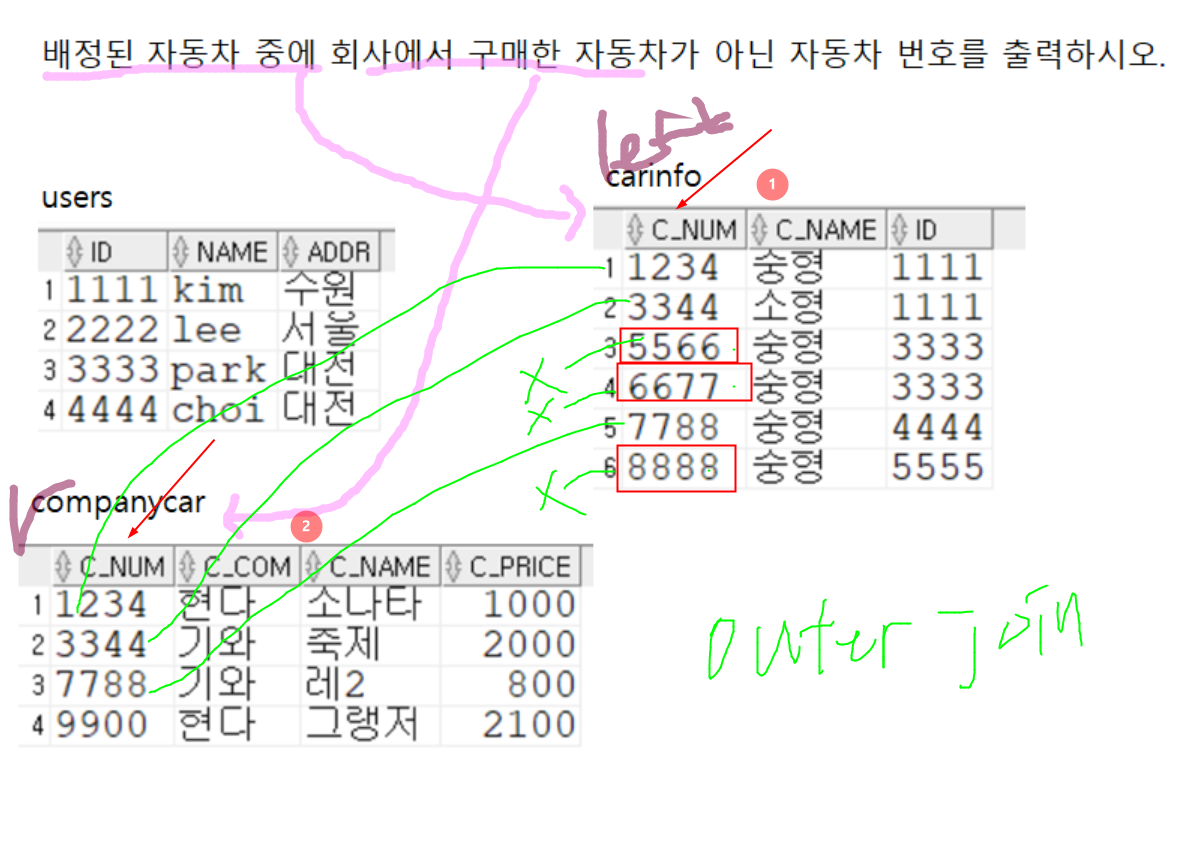 배정된 자동차 중에 회사에서 구매한 자동차가 아닌 자동차 번호를 출력하시오.
left
carinfo
1
users
C_NUM C_NAME ID
1 1234 중형 1111
2 3344 소형 1111
3 5566 중형 3333
4 6677 중형 3333
5 7788 중형 4444
6 8888 중형 5555
ID NAME ADDR
1 1111 kim 수원
2 2222 lee 서울
3 3333 park 대전
4 4444 choi 대전
x
x
x
companycar
2
C_NUM C_COM C_NAME C_PRICE
1 1234 현다 소나타 1000
2 3344 기와 축제 2000
3 7788 기와 레2 800
4 9900 현다 그랭저 2100
outer join